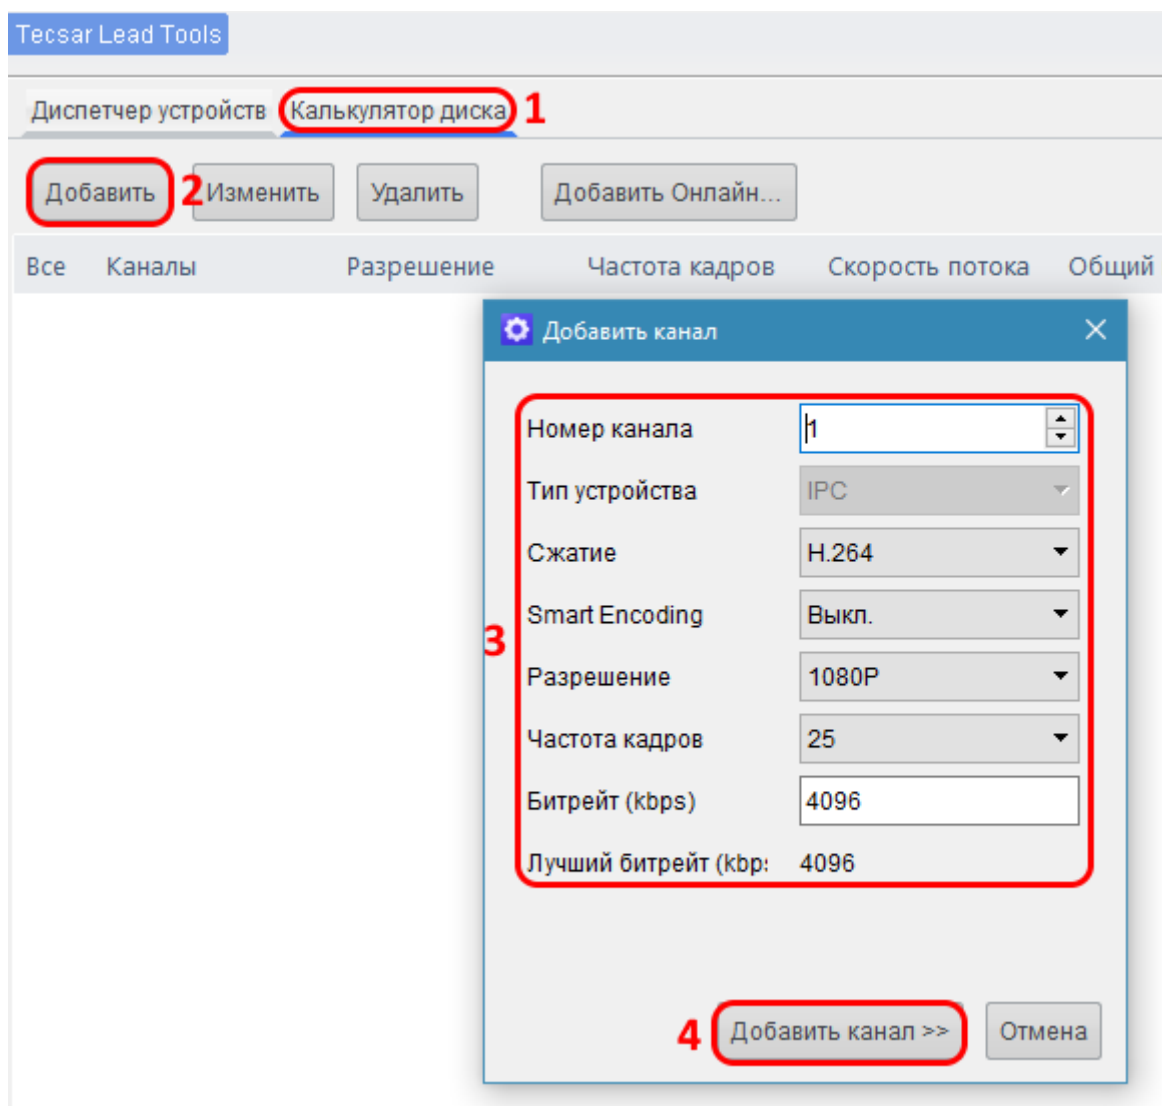 Tecsar Lead Tools
Диспетчер устройств Калькулятор диска 1
Добавить 2 Изменить Удалить Добавить Онлайн...
Все Каналы Разрешение Частота кадров Скорость потока Общий
Добавить канал
Номер канала 1
Тип устройства IPC
Сжатие H.264
Smart Encoding Выкл.
3
Разрешение 1080P
Частота кадров 25
Битрейт (kbps) 4096
Лучший битрейт (kbp: 4096
4 Добавить канал >> Отмена